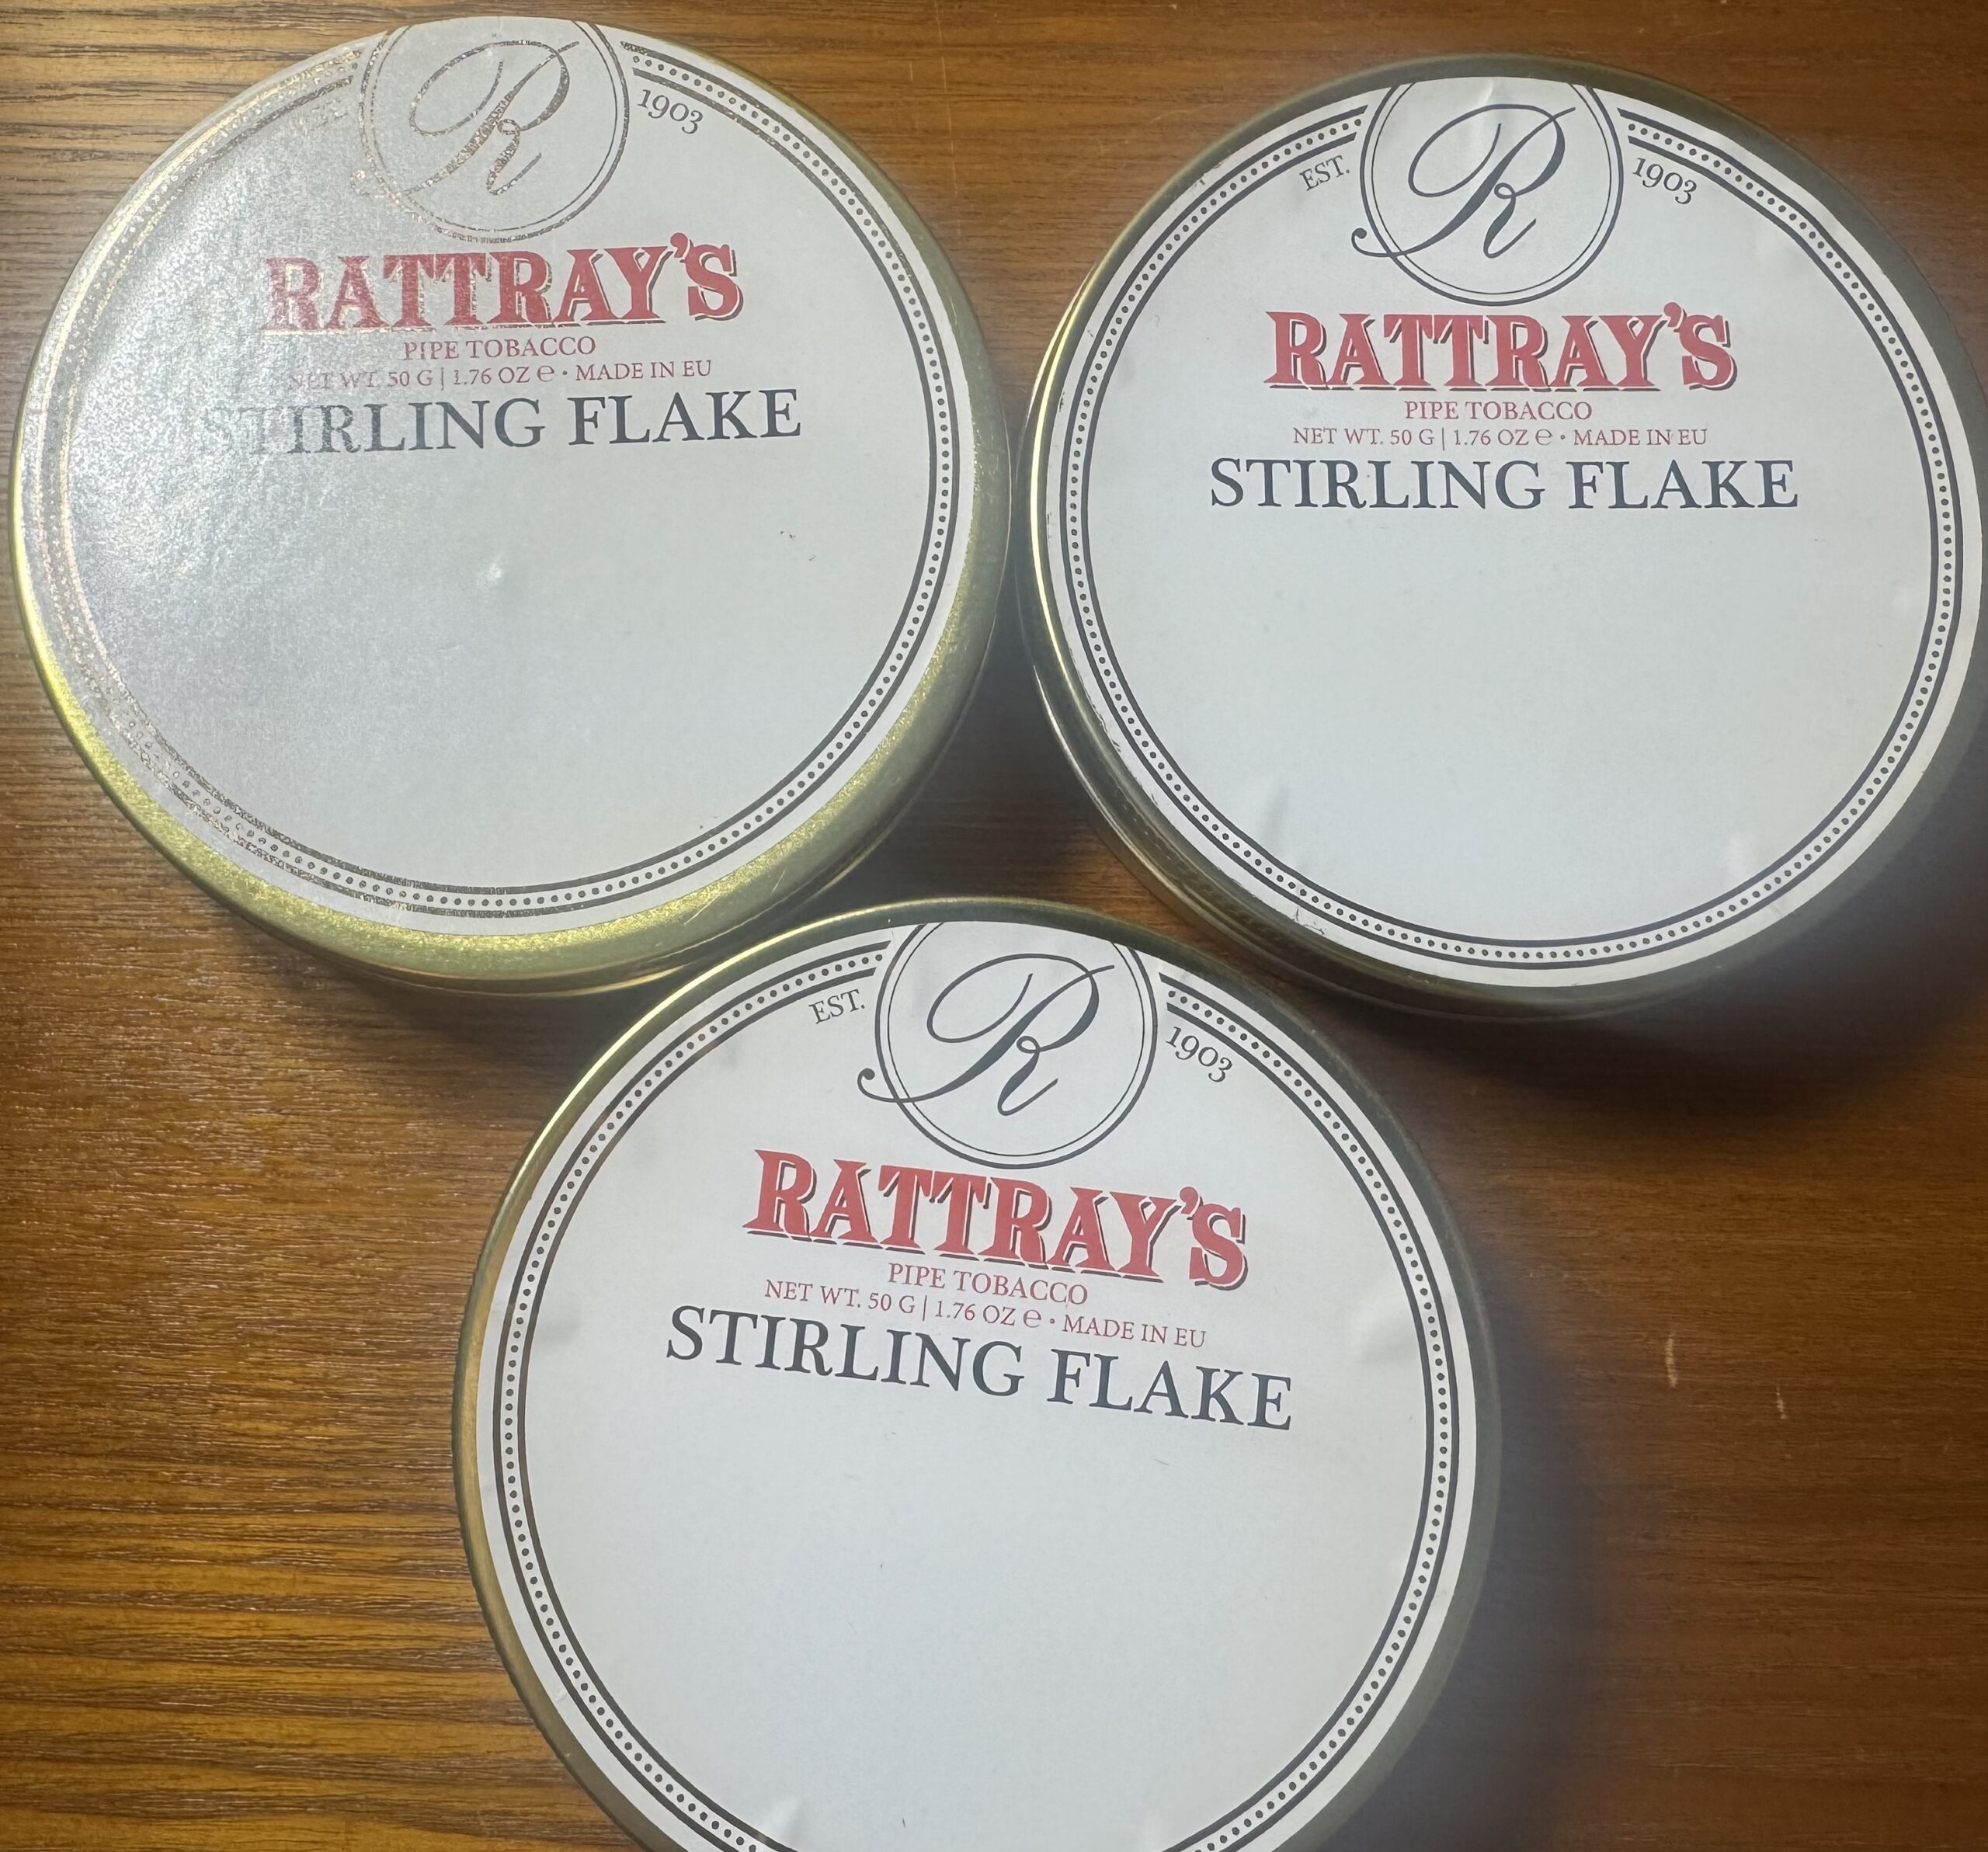 R
1903
RATTRAY'S
PIPE TOBACCO
NET WT. 50 G | 1.76 OZ ℮ • MADE IN EU
STIRLING FLAKE
R
EST. 1903
RATTRAY'S
PIPE TOBACCO
NET WT. 50 G | 1.76 OZ ℮ • MADE IN EU
STIRLING FLAKE
R
EST. 1903
RATTRAY'S
PIPE TOBACCO
NET WT. 50 G | 1.76 OZ ℮ • MADE IN EU
STIRLING FLAKE